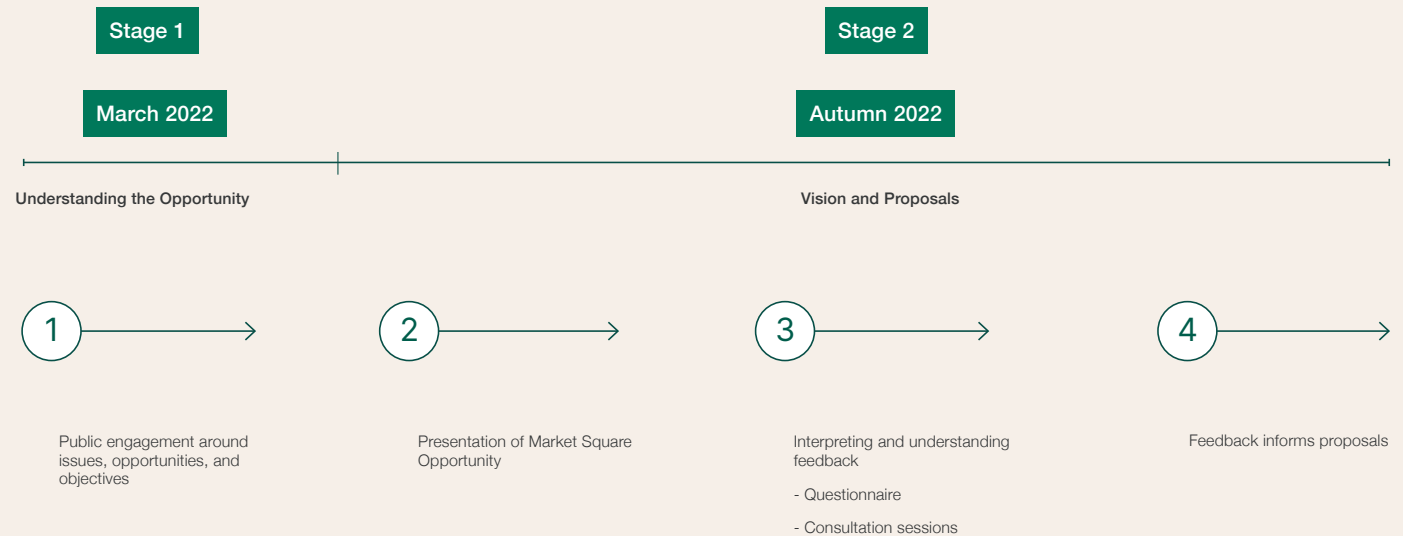 Stage 1
Stage 2
March 2022
Autumn 2022
Understanding the Opportunity
Vision and Proposals
1
2
3
4
Public engagement around
issues, opportunities, and
objectives
Presentation of Market Square
Opportunity
Interpreting and understanding
feedback
- Questionnaire
- Consultation sessions
Feedback informs proposals